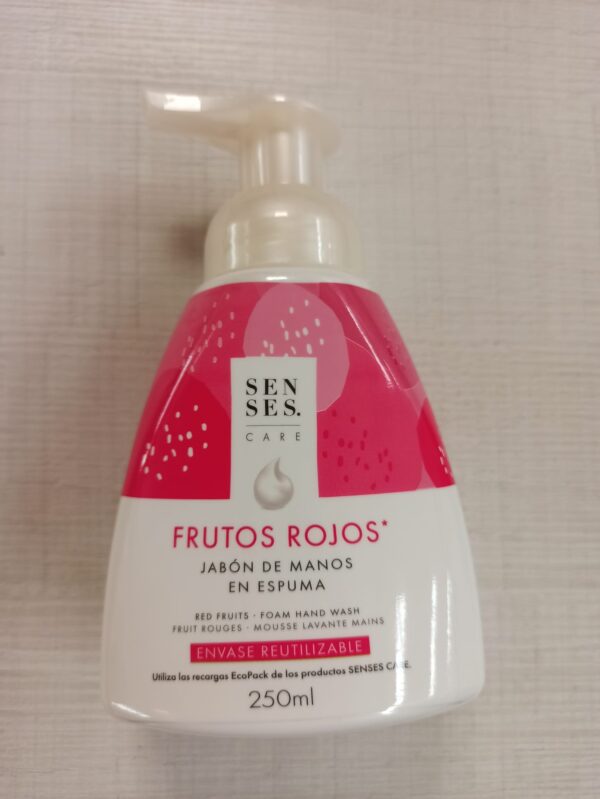 SEN
SES.
CARE
FRUTOS ROJOS*
JABÓN DE MANOS
EN ESPUMA
RED FRUITS · FOAM HAND WASH
FRUIT ROUGES · MOUSSE LAVANTE MAINS
ENVASE REUTILIZABLE
Utiliza las recargas EcoPack de los productos SENSES CARE.
250ml